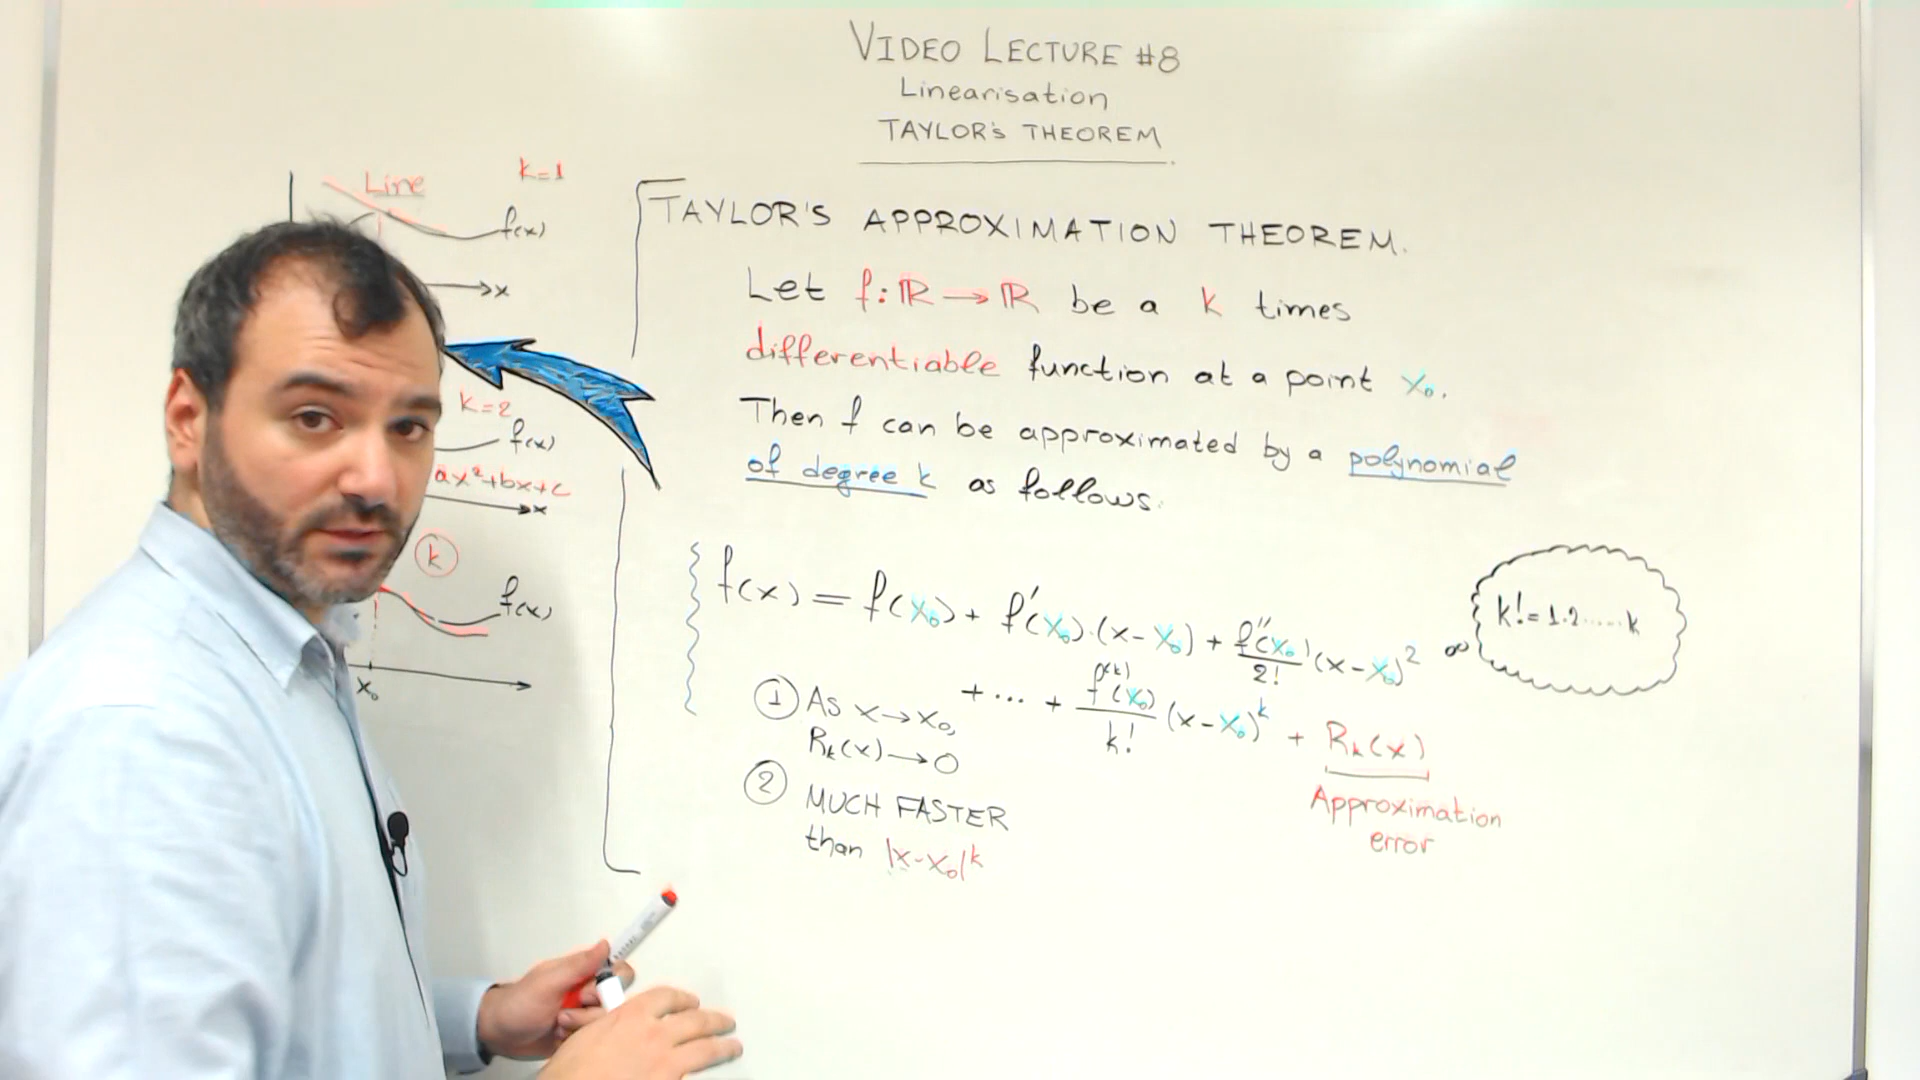 VIDEO LECTURE #8
Linearisation
TAYLOR's THEOREM
Line
k=1
f(x)
x
k=2
f(x)
ax²+bx+c
x
k
f(x)
x₀
TAYLOR'S APPROXIMATION THEOREM.
Let f:ℝ→ℝ be a k times
differentiable function at a point x₀.
Then f can be approximated by a polynomial
of degree k as follows:
f(x) = f(x₀) + f'(x₀)·(x-x₀) + f''(x₀)/2! (x-x₀)²
+ ... + f⁽ᵏ⁾(x₀)/k! (x-x₀)ᵏ + Rₖ(x)
k!=1·2·....·k
Approximation
error
① As x→x₀,
Rₖ(x)→0
② MUCH FASTER
than |x-x₀|ᵏ